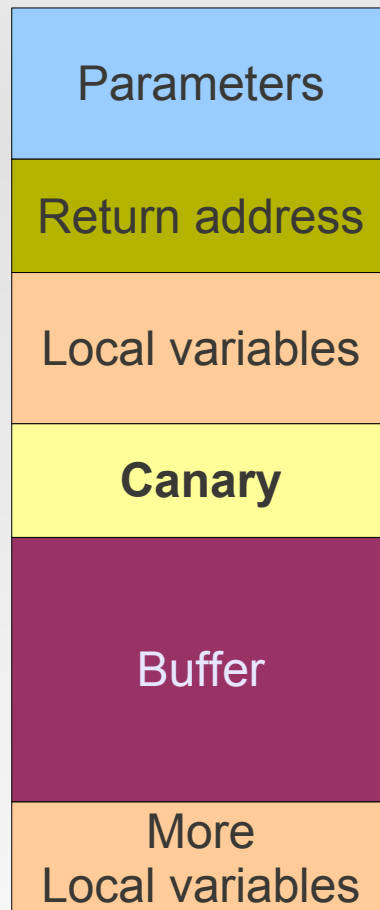 Parameters
Return address
Local variables
Canary
Buffer
More
Local variables